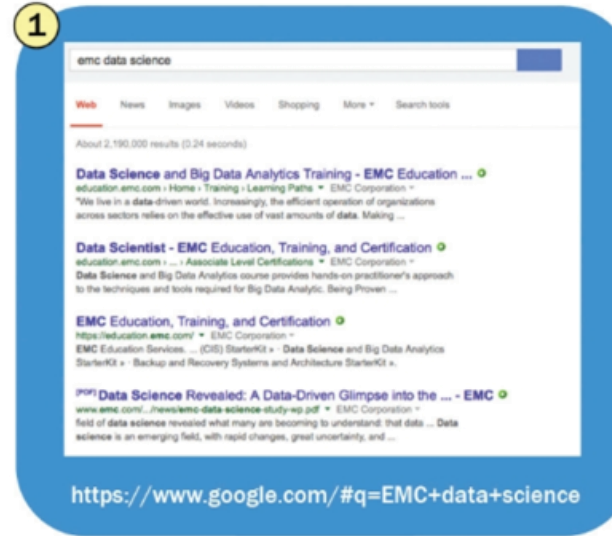 1
emc data science
Web News Images Videos Shopping More Search tools
About 2,190,000 results (0.24 seconds)
Data Science and Big Data Analytics Training - EMC Education ...
education.emc.com › Home › Training › Learning Paths ▾ EMC Corporation ▾
"We live in a data-driven world. Increasingly, the efficient operation of organizations
across sectors relies on the effective use of vast amounts of data. Making ...
Data Scientist - EMC Education, Training, and Certification
education.emc.com › ... › Associate Level Certifications ▾ EMC Corporation ▾
Data Science and Big Data Analytics course provides hands-on practitioner's approach
to the techniques and tools required for Big Data Analytic. Being Proven ...
EMC Education, Training, and Certification
https://education.emc.com/ ▾ EMC Corporation ▾
EMC Education Services. ... (CIS) StarterKit » · Data Science and Big Data Analytics
StarterKit » · Backup and Recovery Systems and Architecture StarterKit ».
[PDF] Data Science Revealed: A Data-Driven Glimpse into the ... - EMC
www.emc.com/.../news/emc-data-science-study-wp.pdf ▾ EMC Corporation ▾
field of data science revealed what many are becoming to understand: that data ... Data
science is an emerging field, with rapid changes, great uncertainty, and ...
https://www.google.com/#q=EMC+data+science